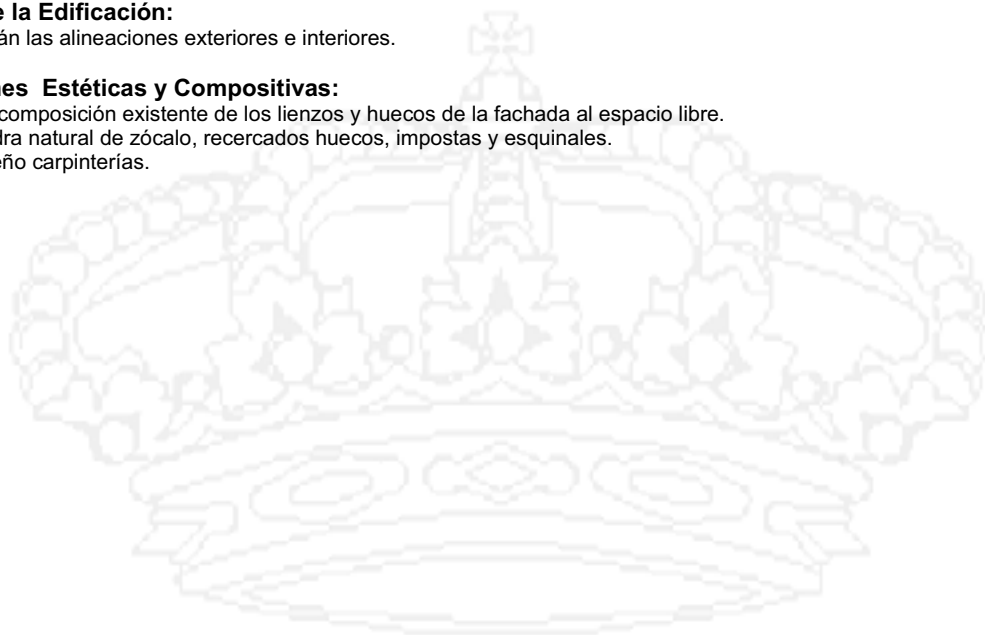 e la Edificación:
án las alineaciones exteriores e interiores.
nes Estéticas y Compositivas:
composición existente de los lienzos y huecos de la fachada al espacio libre.
dra natural de zócalo, recercados huecos, impostas y esquinales.
eño carpinterías.